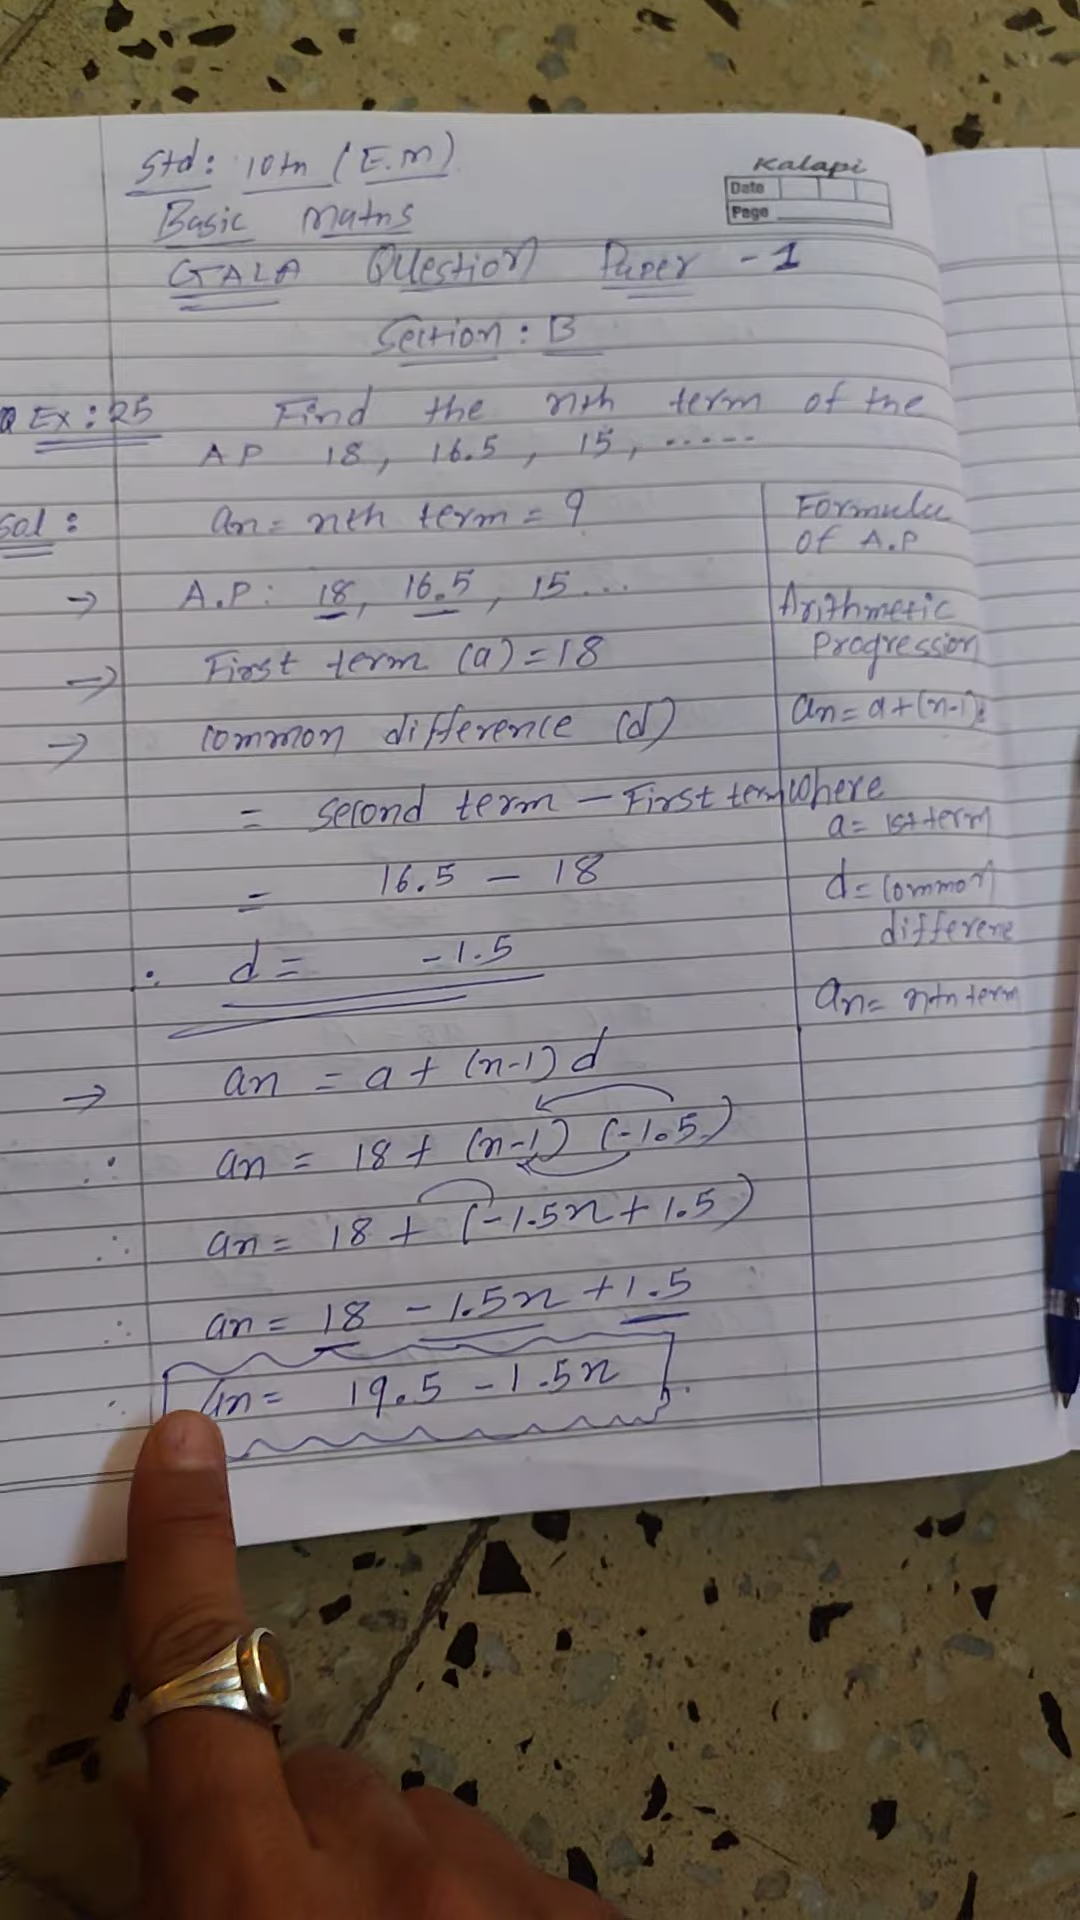 Std: 10th (E.M)
Kalapi
Date
Page
Basic Maths
GALA Question Paper - 1
Section : B
Ex : 25 Find the nth term of the
AP 18, 16.5, 15, .....
Sol : an = nth term = ?
→ A.P: 18, 16.5, 15...
→ First term (a) = 18
→ common difference (d)
= second term - First term
= 16.5 - 18
∴ d = -1.5
→ an = a + (n-1) d
∴ an = 18 + (n-1) (-1.5)
∴ an = 18 + (-1.5n + 1.5)
∴ an = 18 - 1.5n + 1.5
∴ an = 19.5 - 1.5n
Formula
of A.P
Arithmetic
Progression
an = a + (n-1)
Where
a = 1st term
d = common
difference
an = nth term